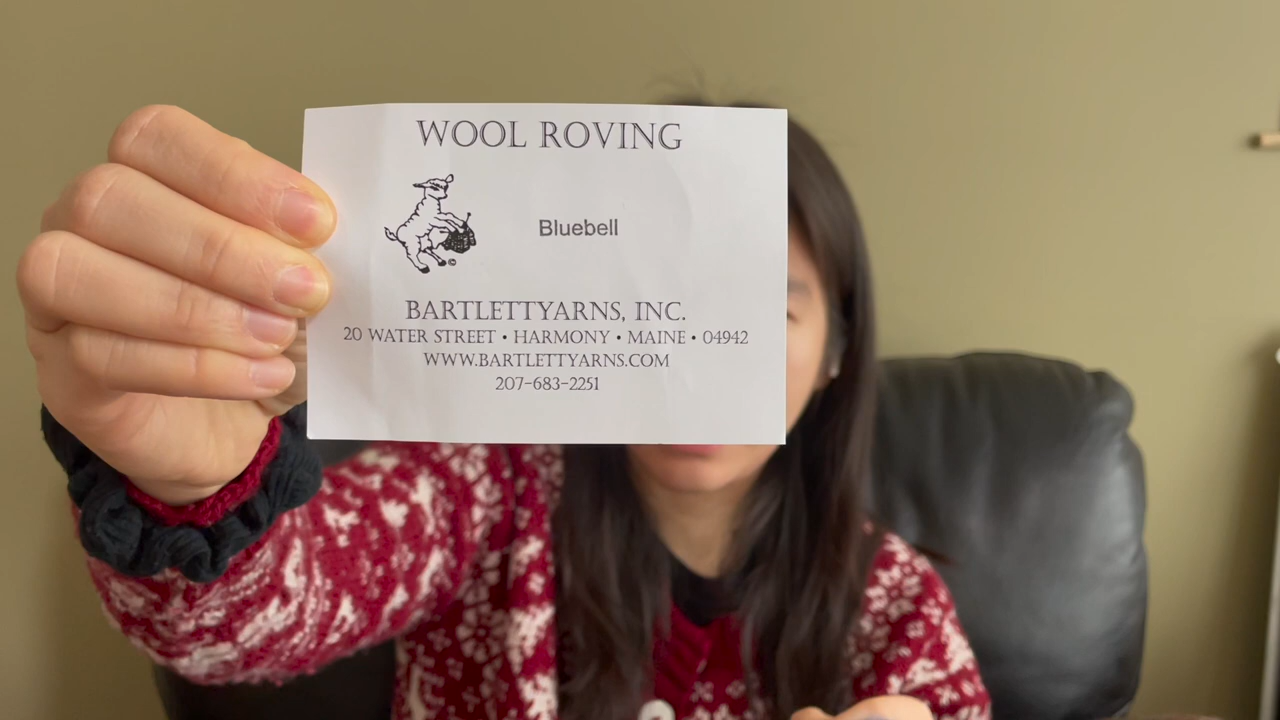 WOOL ROVING
Bluebell
©
BARTLETTYARNS, INC.
20 WATER STREET • HARMONY • MAINE • 04942
WWW.BARTLETTYARNS.COM
207-683-2251